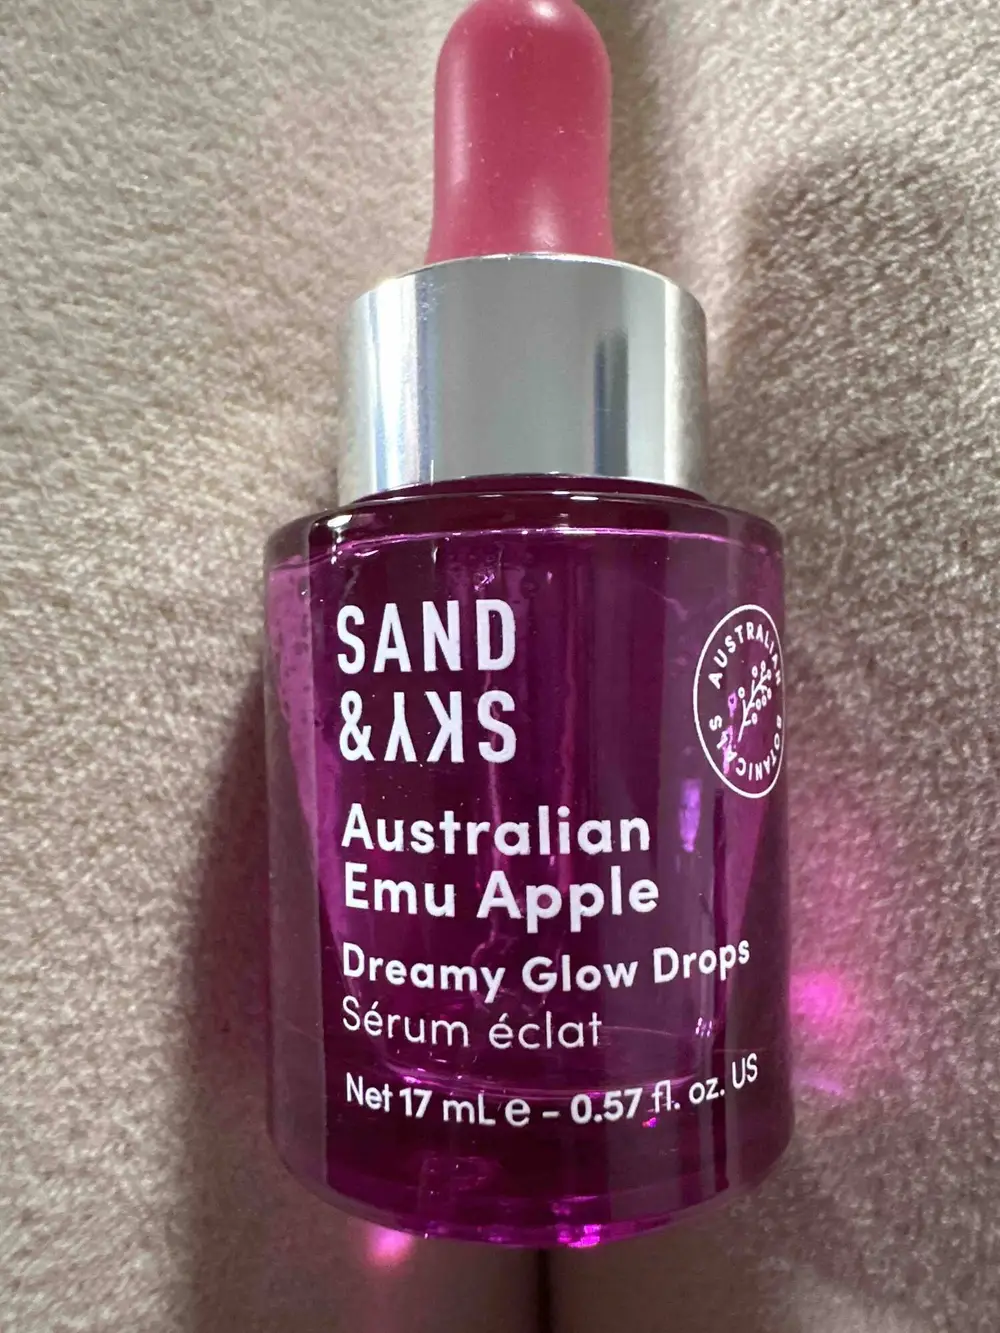 SAND
&SKY
Australian
Emu Apple
Dreamy Glow Drops
Sérum éclat
Net 17 mL e - 0.57 fl. oz. US
AUSTRALIAN BOTANICALS